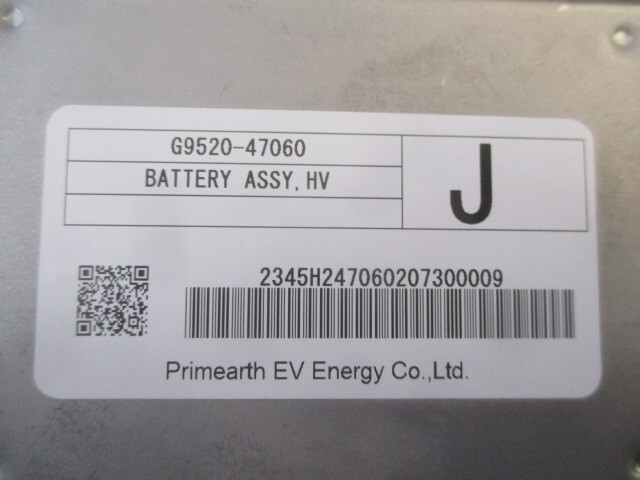 G9520-47060
BATTERY ASSY,HV
J
2345H247060207300009
Primearth EV Energy Co.,Ltd.